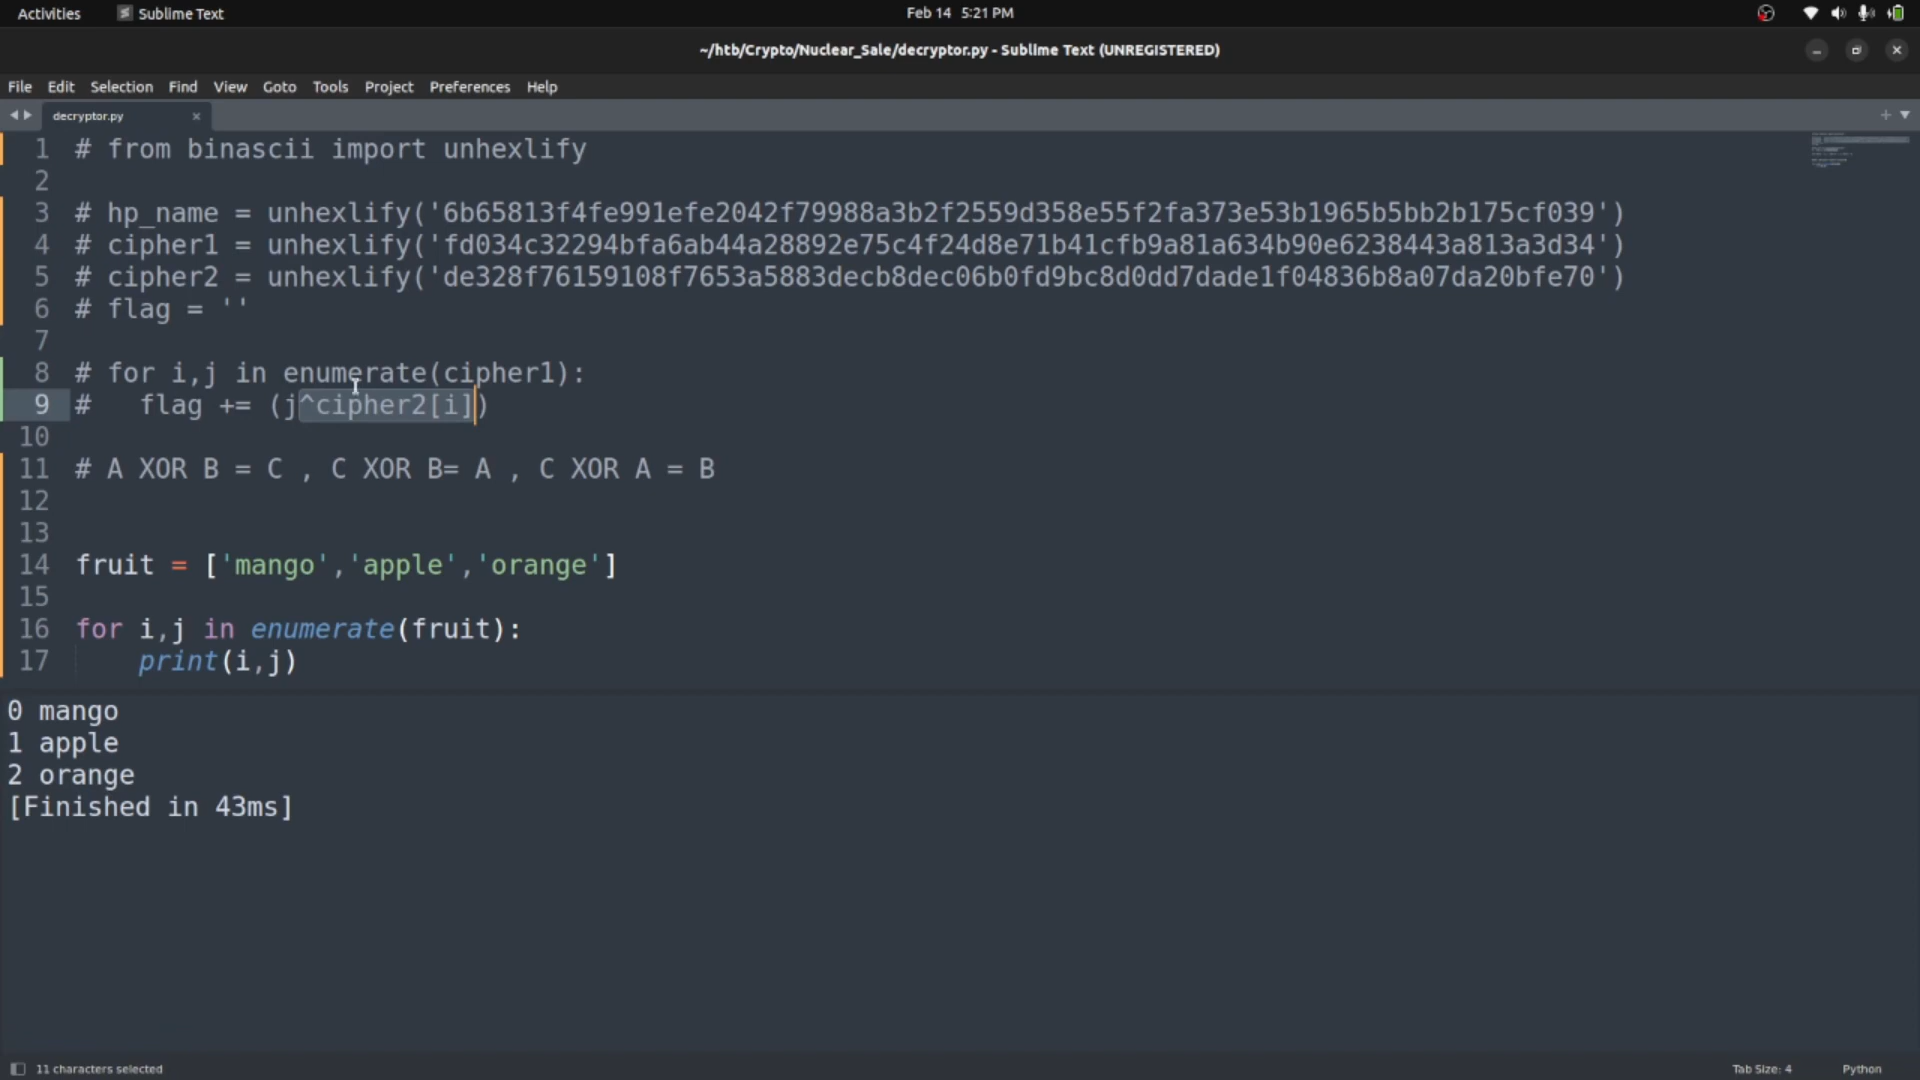 Activities
Sublime Text
Feb 14 5:21 PM
~/htb/Crypto/Nuclear_Sale/decryptor.py - Sublime Text (UNREGISTERED)
File Edit Selection Find View Goto Tools Project Preferences Help
decryptor.py
1 # from binascii import unhexlify
2
3 # hp_name = unhexlify('6b65813f4fe991efe2042f79988a3b2f2559d358e55f2fa373e53b1965b5bb2b175cf039')
4 # cipher1 = unhexlify('fd034c32294bfa6ab44a28892e75c4f24d8e71b41cfb9a81a634b90e6238443a813a3d34')
5 # cipher2 = unhexlify('de328f76159108f7653a5883decb8dec06b0fd9bc8d0dd7dade1f04836b8a07da20bfe70')
6 # flag = ''
7
8 # for i,j in enumerate(cipher1):
9 #   flag += (j^cipher2[i])
10
11 # A XOR B = C , C XOR B= A , C XOR A = B
12
13
14 fruit = ['mango','apple','orange']
15
16 for i,j in enumerate(fruit):
17     print(i,j)
0 mango
1 apple
2 orange
[Finished in 43ms]
11 characters selected
Tab Size: 4
Python